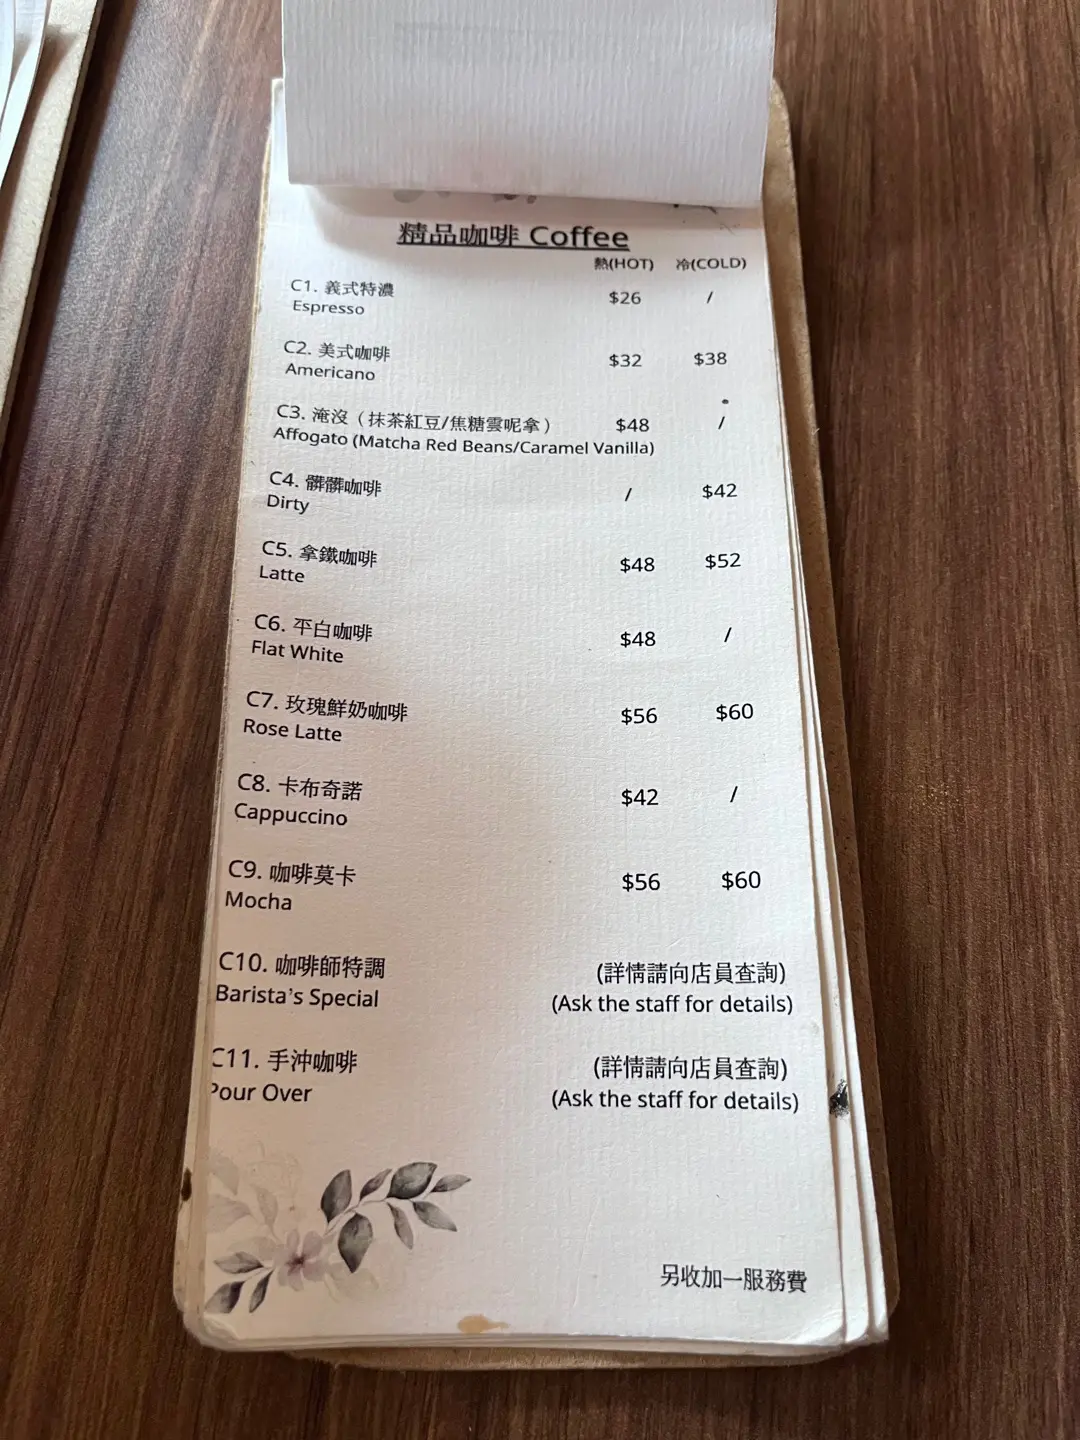 精品咖啡 Coffee
熱(HOT) 冷(COLD)
C1. 義式特濃 $26 /
Espresso
C2. 美式咖啡 $32 $38
Americano
C3. 淹沒（抹茶紅豆/焦糖雲呢拿） $48 /
Affogato (Matcha Red Beans/Caramel Vanilla)
C4. 髒髒咖啡 / $42
Dirty
C5. 拿鐵咖啡 $48 $52
Latte
C6. 平白咖啡 $48 /
Flat White
C7. 玫瑰鮮奶咖啡 $56 $60
Rose Latte
C8. 卡布奇諾 $42 /
Cappuccino
C9. 咖啡莫卡 $56 $60
Mocha
C10. 咖啡師特調 (詳情請向店員查詢)
Barista's Special (Ask the staff for details)
C11. 手沖咖啡 (詳情請向店員查詢)
Pour Over (Ask the staff for details)
另收加一服務費